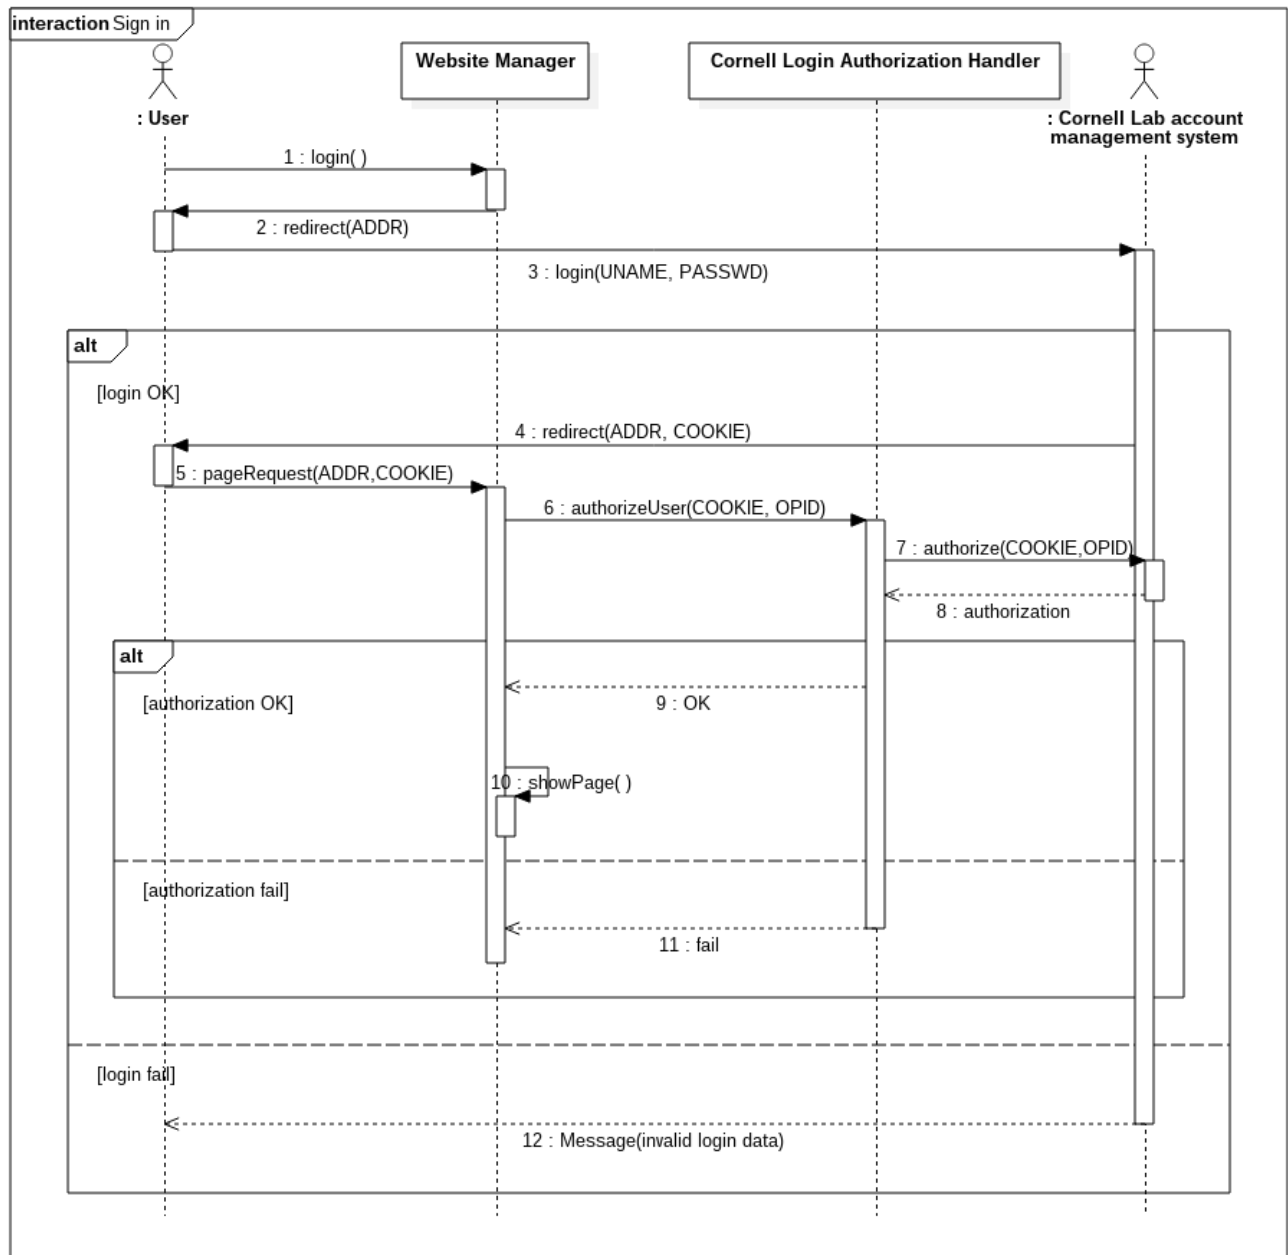 interaction Sign in
Website Manager
Cornell Login Authorization Handler
: User
: Cornell Lab account
management system
1 : login( )
2 : redirect(ADDR)
3 : login(UNAME, PASSWD)
alt
[login OK]
4 : redirect(ADDR, COOKIE)
5 : pageRequest(ADDR,COOKIE)
6 : authorizeUser(COOKIE, OPID)
7 : authorize(COOKIE,OPID)
8 : authorization
alt
[authorization OK]
9 : OK
10 : showPage( )
[authorization fail]
11 : fail
[login fail]
12 : Message(invalid login data)